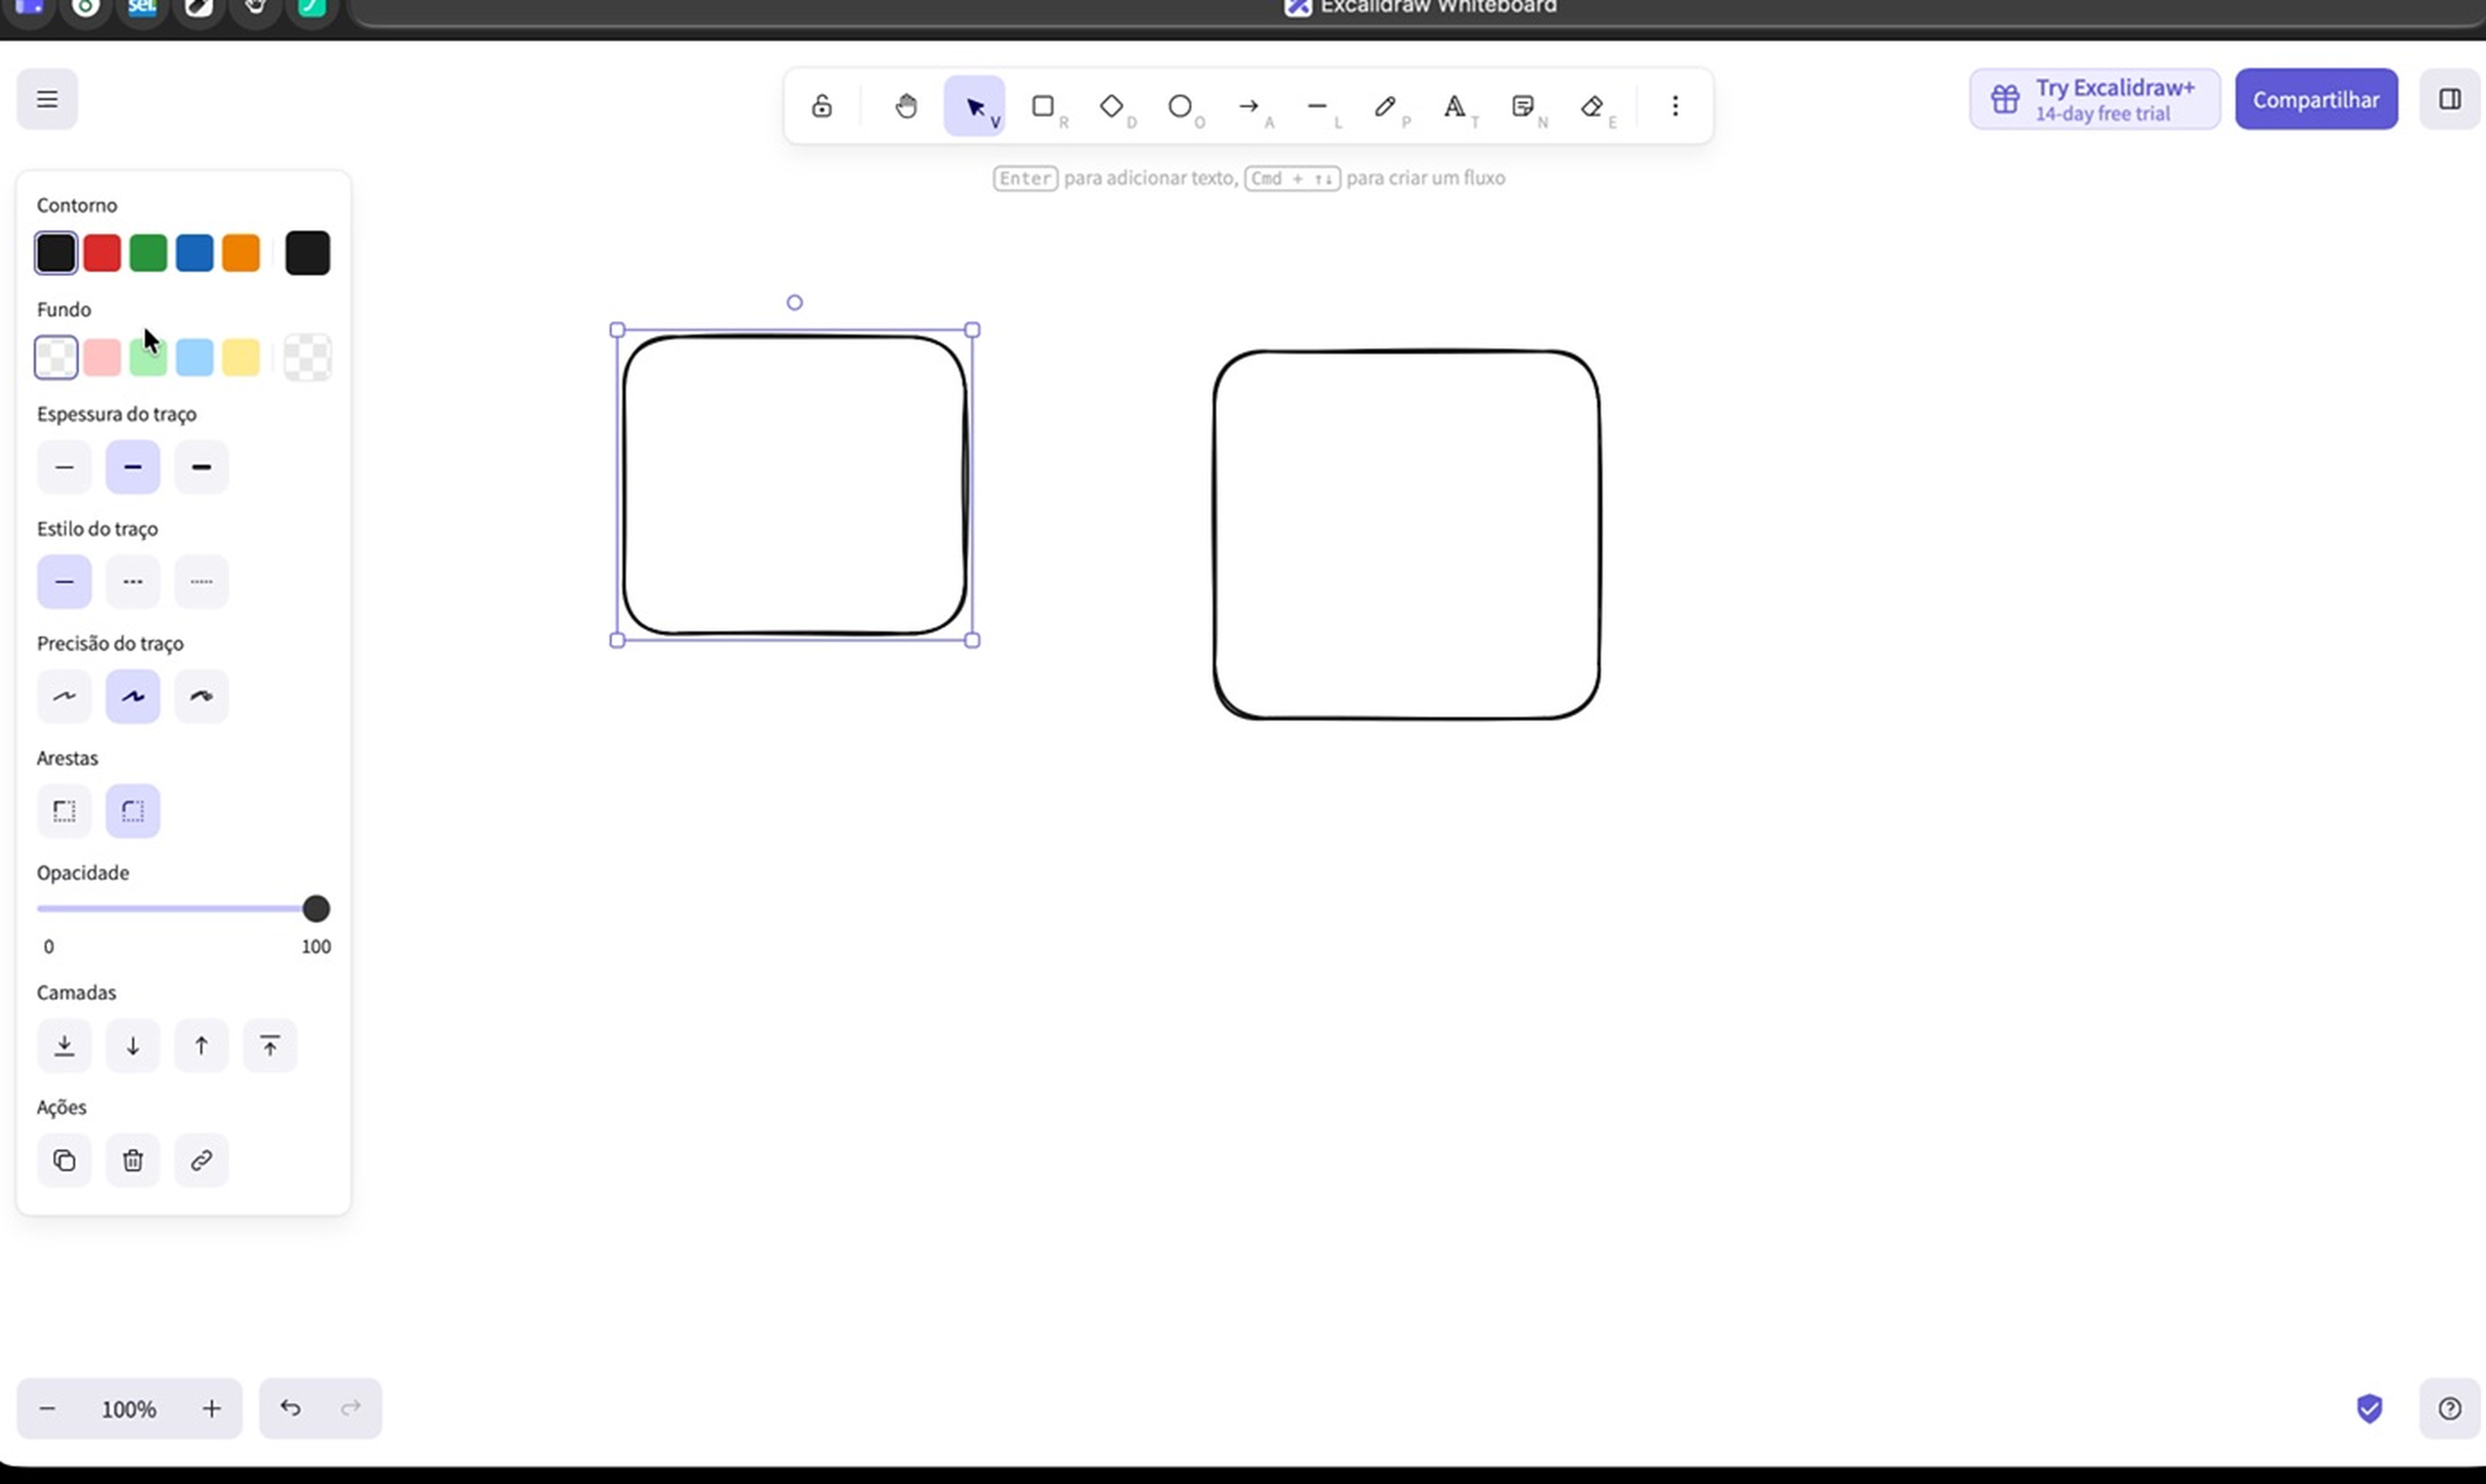 sel.
Excalidraw Whiteboard
Try Excalidraw+
14-day free trial
Compartilhar
V R D O A L P T N E
Enter para adicionar texto, Cmd + ↑↓ para criar um fluxo
Contorno
Fundo
Espessura do traço
Estilo do traço
Precisão do traço
Arestas
Opacidade
0 100
Camadas
Ações
100%